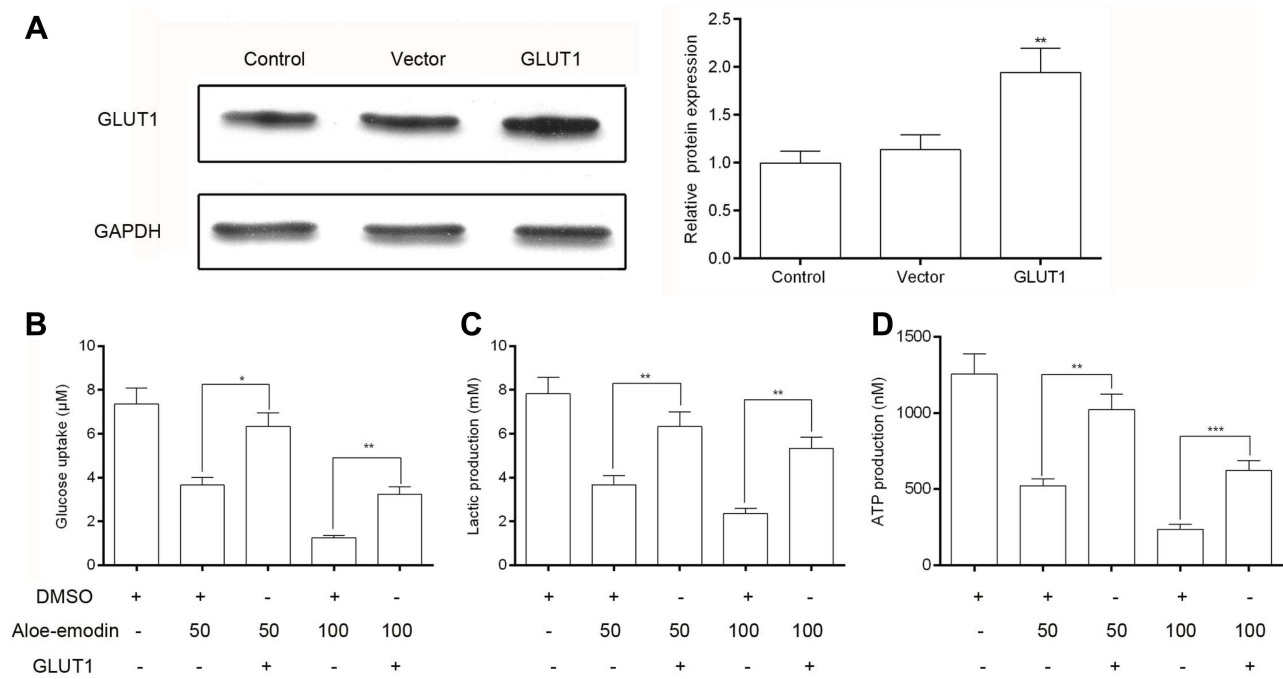 A
Control Vector GLUT1
GLUT1
GAPDH
Relative protein expression
2.5
2.0
1.5
1.0
0.5
0.0
**
Control Vector GLUT1
B
Glucose uptake (µM)
10
8
6
4
2
0
*
**
C
Lactic production (mM)
10
8
6
4
2
0
**
**
D
ATP production (nM)
1500
1000
500
0
**
***
DMSO + + - + - + + - + - + + - + -
Aloe-emodin - 50 50 100 100 - 50 50 100 100 - 50 50 100 100
GLUT1 - - + - + - - + - + - - + - +